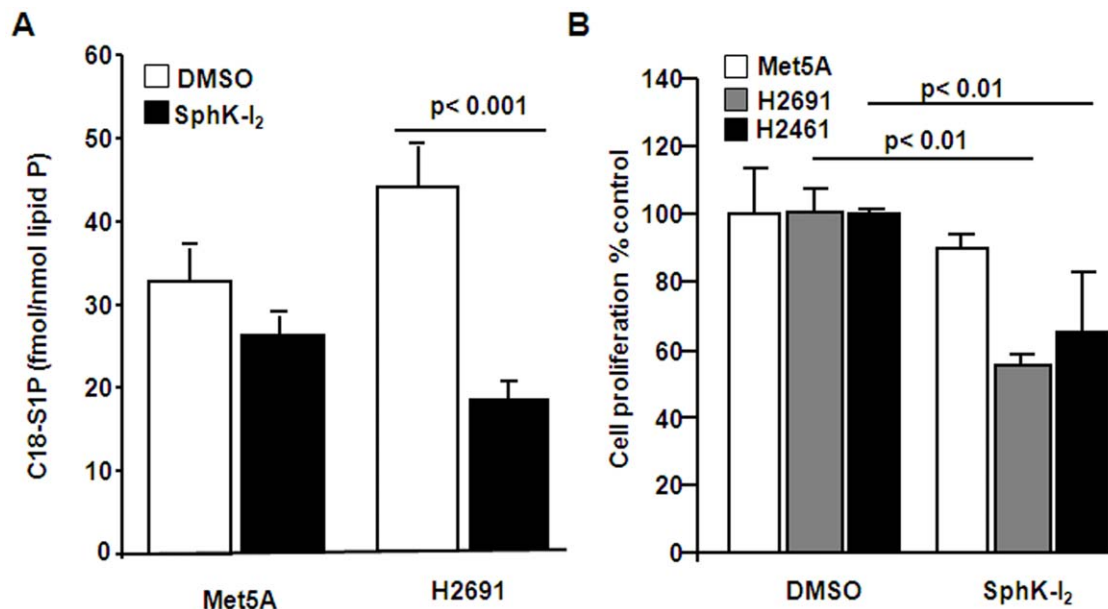 A
C18-S1P (fmol/nmol lipid P)
60
50
40
30
20
10
0
DMSO
SphK-I₂
p< 0.001
Met5A
H2691
B
Cell proliferation % control
140
120
100
80
60
40
20
0
Met5A
H2691
H2461
p< 0.01
p< 0.01
DMSO
SphK-I₂